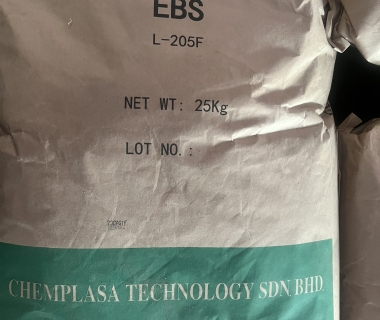 EBS
L-205F
NET WT: 25Kg
LOT NO.:
CHEMPLASA TECHNOLOGY SDN. BHD.